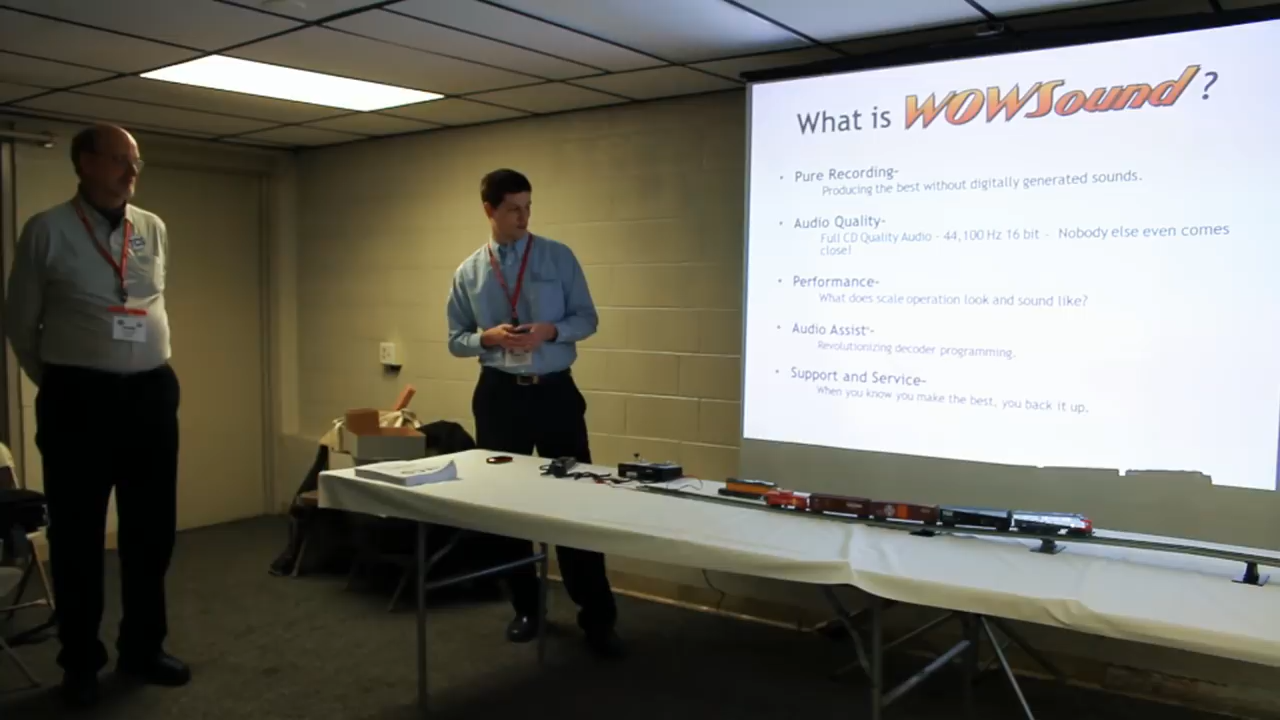 What is WOWSound ?
• Pure Recording-
Producing the best without digitally generated sounds.
• Audio Quality-
Full CD Quality Audio - 44,100 Hz 16 bit - Nobody else even comes
close!
• Performance-
What does scale operation look and sound like?
• Audio Assist-
Revolutionizing decoder programming.
• Support and Service-
When you know you make the best, you back it up.
TCS